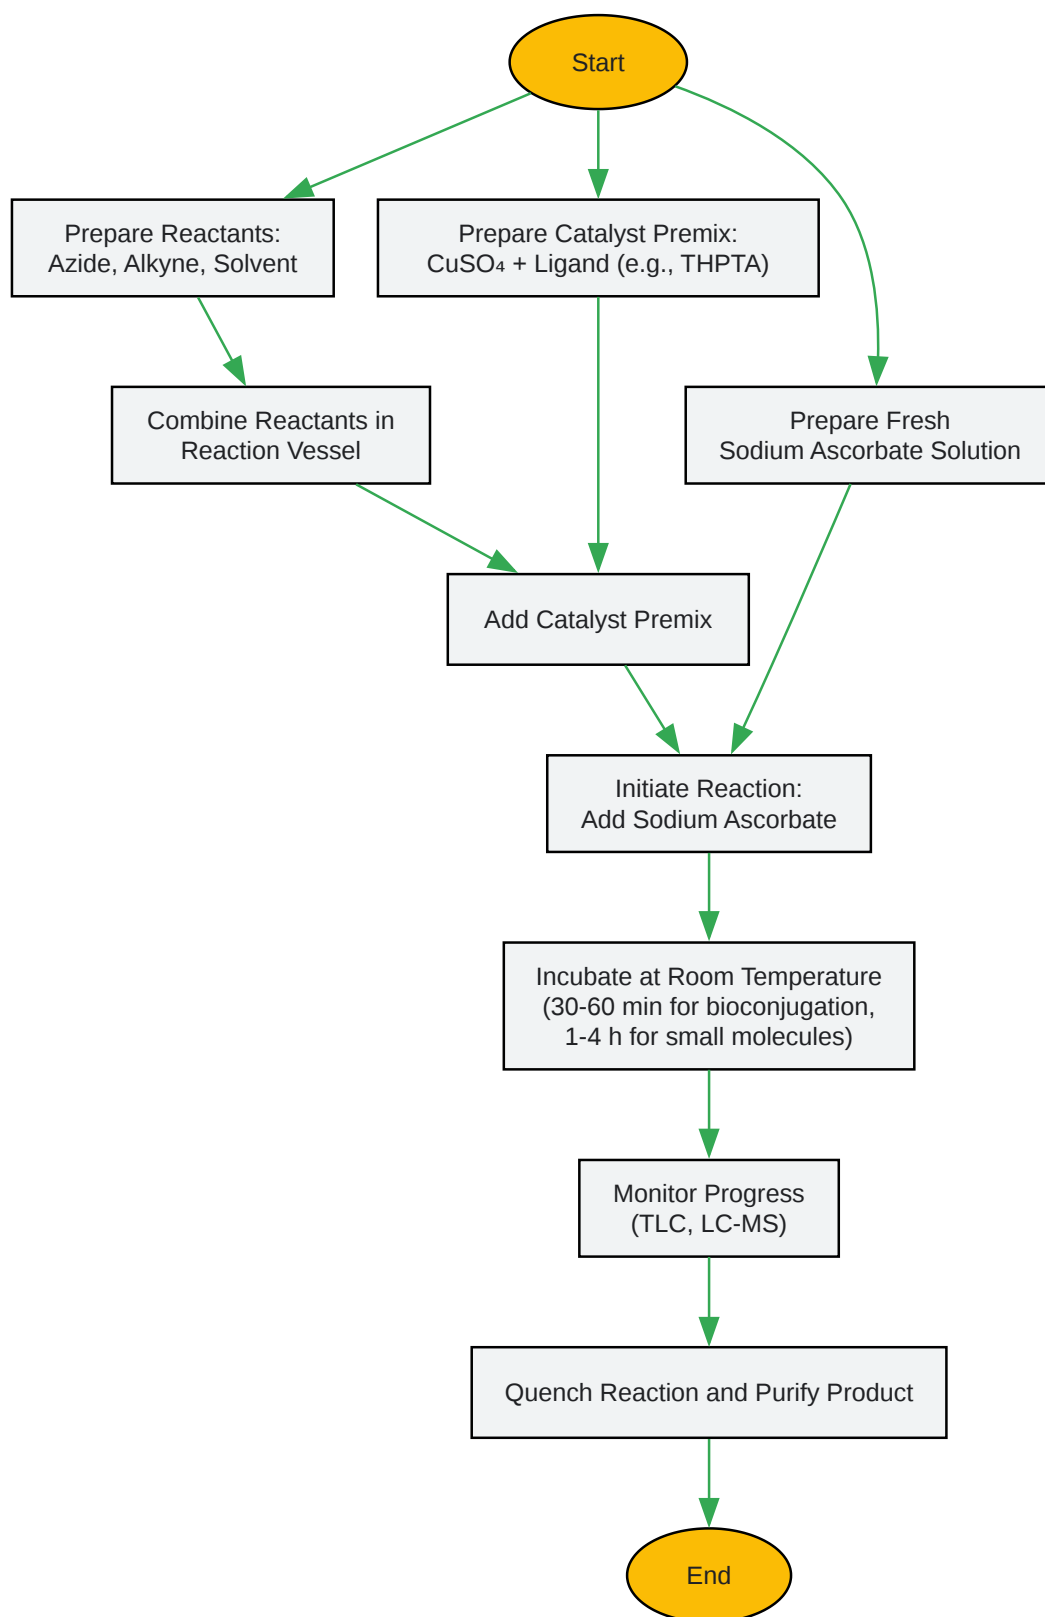 Start
Prepare Reactants:
Azide, Alkyne, Solvent
Prepare Catalyst Premix:
CuSO₄ + Ligand (e.g., THPTA)
Combine Reactants in
Reaction Vessel
Prepare Fresh
Sodium Ascorbate Solution
Add Catalyst Premix
Initiate Reaction:
Add Sodium Ascorbate
Incubate at Room Temperature
(30-60 min for bioconjugation,
1-4 h for small molecules)
Monitor Progress
(TLC, LC-MS)
Quench Reaction and Purify Product
End